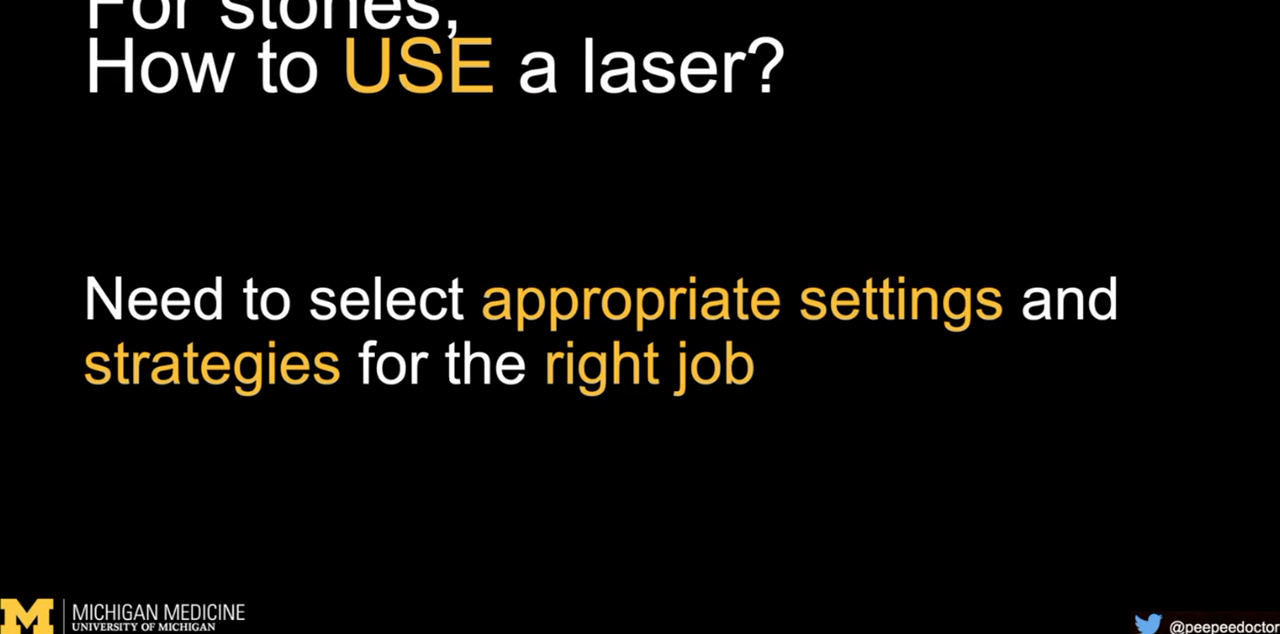 For stones,
How to USE a laser?
Need to select appropriate settings and
strategies for the right job
M
MICHIGAN MEDICINE
UNIVERSITY OF MICHIGAN
@peepeedoctor